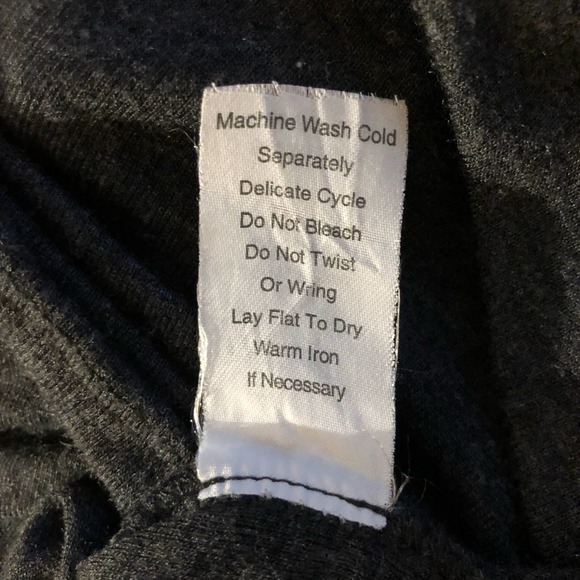 Machine Wash Cold
Separately
Delicate Cycle
Do Not Bleach
Do Not Twist
Or Wring
Lay Flat To Dry
Warm Iron
If Necessary